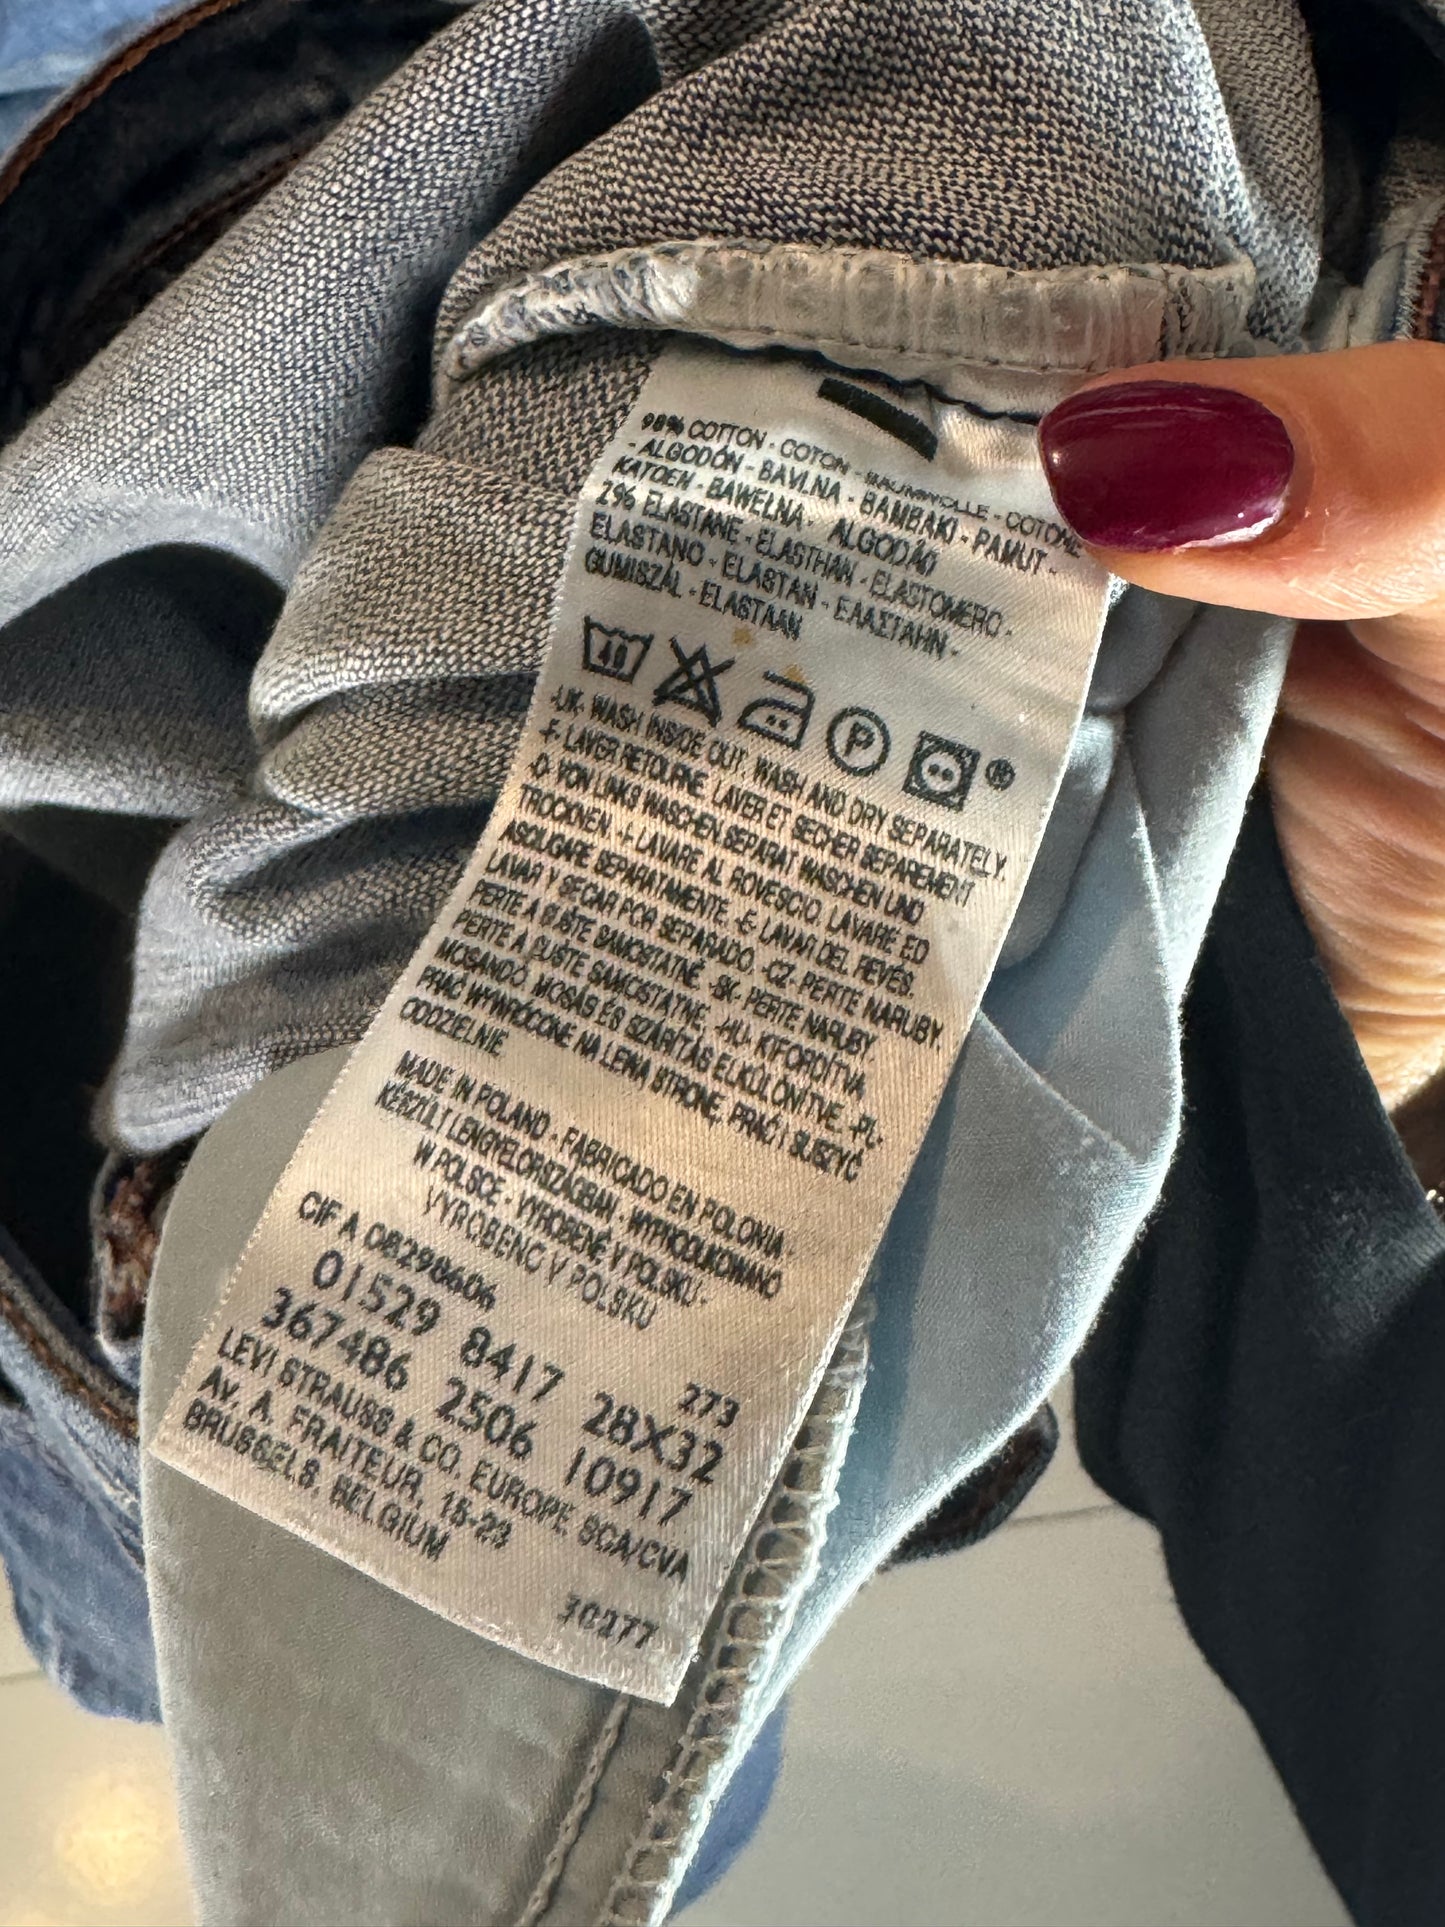 98% COTTON - COTON - BAUMWOLLE - COTONE
- ALGODÓN - BAVLNA - BAMBAKI - PAMUT -
KATOEN - BAWEŁNA - ALGODÃO
2% ELASTANE - ELASTHAN - ELASTOMERO -
ELASTANO - ELASTAN - ΕΛΑΣΤΑΗΝ -
GUMISZÁL - ELASTAAN
40
P
®
-UK- WASH INSIDE OUT. WASH AND DRY SEPARATELY.
-F- LAVER RETOURNE. LAVER ET SECHER SEPAREMENT
-D- VON LINKS WASCHEN. SEPARAT WASCHEN UND
TROCKNEN. -I- LAVARE AL ROVESCIO. LAVARE ED
ASCIUGARE SEPARATAMENTE. -E- LAVAR DEL REVÉS.
LAVAR Y SECAR POR SEPARADO. -CZ- PERTE NARUBY.
PERTE A SUŠTE SAMOSTATNĚ. -SK- PERTE NARUBY.
PERTE A SUŠTE SAMOSTATNE. -HU- KIFORDÍTVA
MOSANDÓ. MOSÁS ÉS SZÁRÍTÁS ELKÜLÖNÍTVE. -PL-
PRAĆ WYWRÓCONE NA LEWĄ STRONĘ, PRAĆ I SUSZYĆ
ODDZIELNIE
MADE IN POLAND - FABRICADO EN POLONIA -
KÉSZÜLT LENGYELORSZÁGBAN - WYPRODUKOWANO
W POLSCE - VYROBENÉ V POĽSKU -
VYROBENO V POLSKU
CIF A 08298606
273
01529 8417 28X32
367486 2506 10917
LEVI STRAUSS & CO. EUROPE SCA/CVA
AV. A. FRAITEUR, 15-23
BRUSSELS, BELGIUM
30277